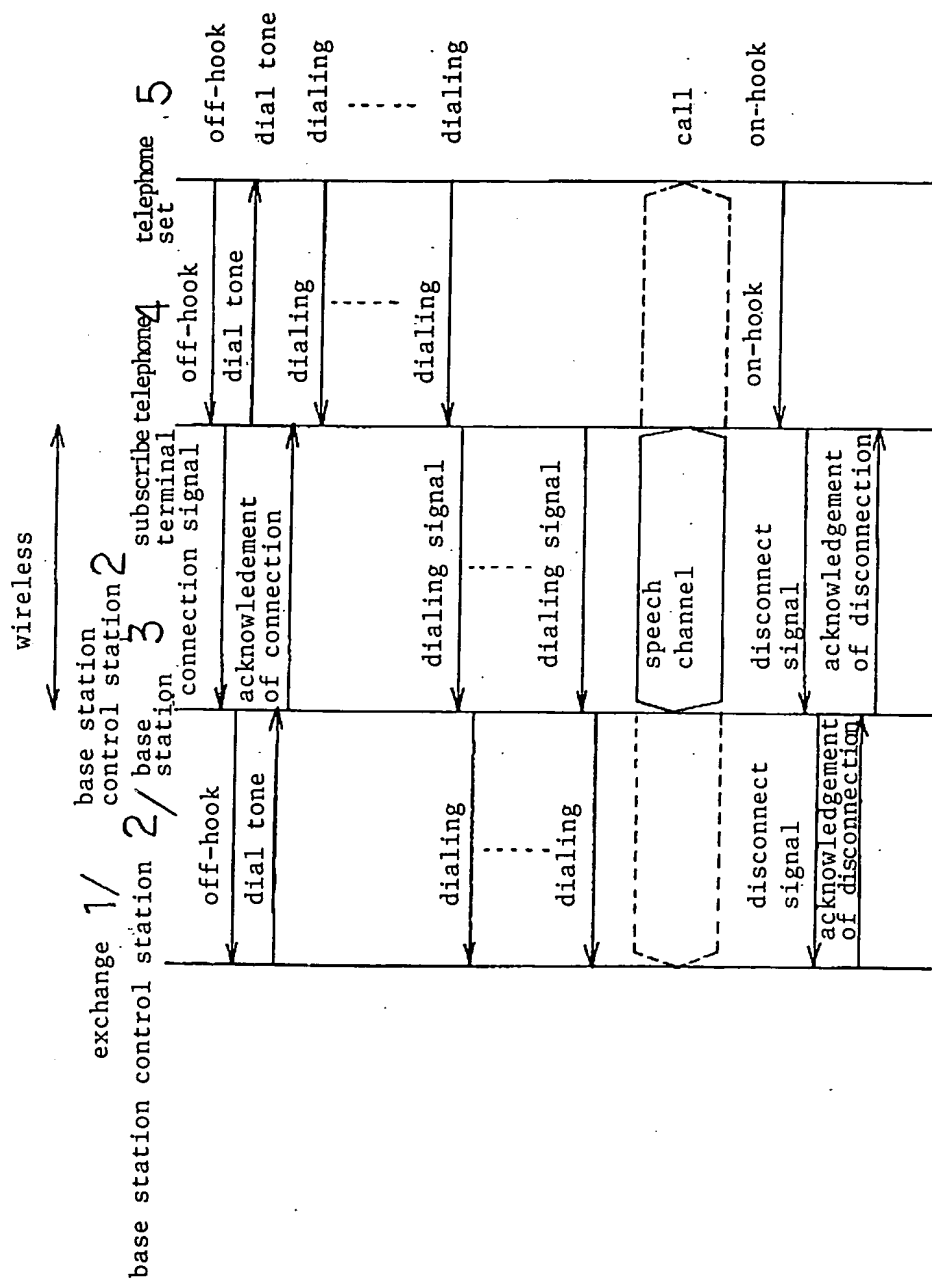 wireless
exchange 1/
base station
control station 2
base station control station 2/
base
station
3
subscribe
terminal
telephone 4
telephone
set
5
off-hook
off-hook
connection signal
off-hook
dial tone
dial tone
acknowledement
of connection
dial tone
dialing
dialing
dialing
dialing
dialing signal
dialing
dialing signal
dialing
speech
channel
call
on-hook
on-hook
disconnect
signal
disconnect
signal
acknowledgement
of disconnection
acknowledgement
of disconnection